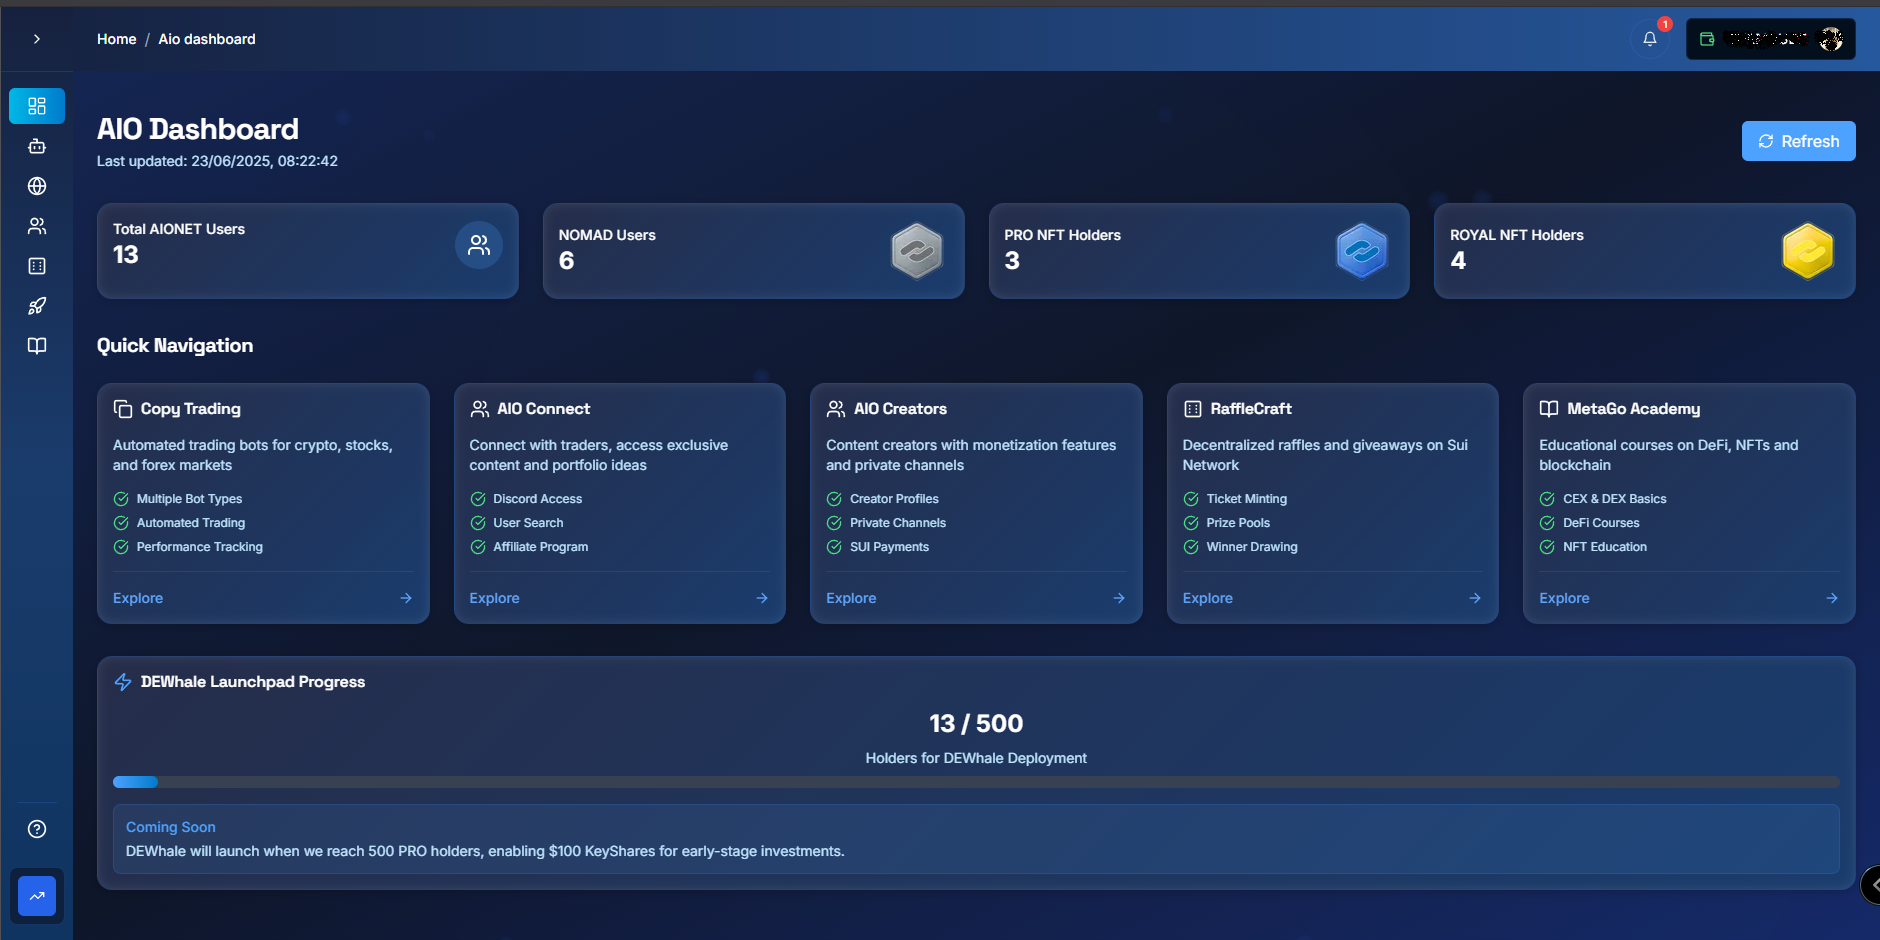 Home / Aio dashboard
1
AIO Dashboard
Last updated: 23/06/2025, 08:22:42
Refresh
Total AIONET Users
13
NOMAD Users
6
PRO NFT Holders
3
ROYAL NFT Holders
4
Quick Navigation
Copy Trading
Automated trading bots for crypto, stocks,
and forex markets
Multiple Bot Types
Automated Trading
Performance Tracking
Explore
AIO Connect
Connect with traders, access exclusive
content and portfolio ideas
Discord Access
User Search
Affiliate Program
Explore
AIO Creators
Content creators with monetization features
and private channels
Creator Profiles
Private Channels
SUI Payments
Explore
RaffleCraft
Decentralized raffles and giveaways on Sui
Network
Ticket Minting
Prize Pools
Winner Drawing
Explore
MetaGo Academy
Educational courses on DeFi, NFTs and
blockchain
CEX & DEX Basics
DeFi Courses
NFT Education
Explore
DEWhale Launchpad Progress
13 / 500
Holders for DEWhale Deployment
Coming Soon
DEWhale will launch when we reach 500 PRO holders, enabling $100 KeyShares for early-stage investments.